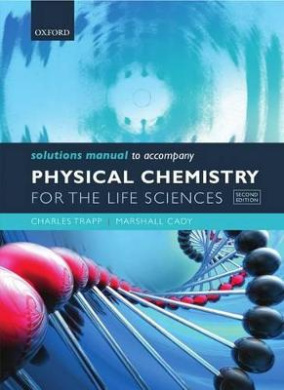 OXFORD
solutions manual to accompany
PHYSICAL CHEMISTRY
FOR THE LIFE SCIENCES
SECOND
EDITION
CHARLES TRAPP | MARSHALL CADY